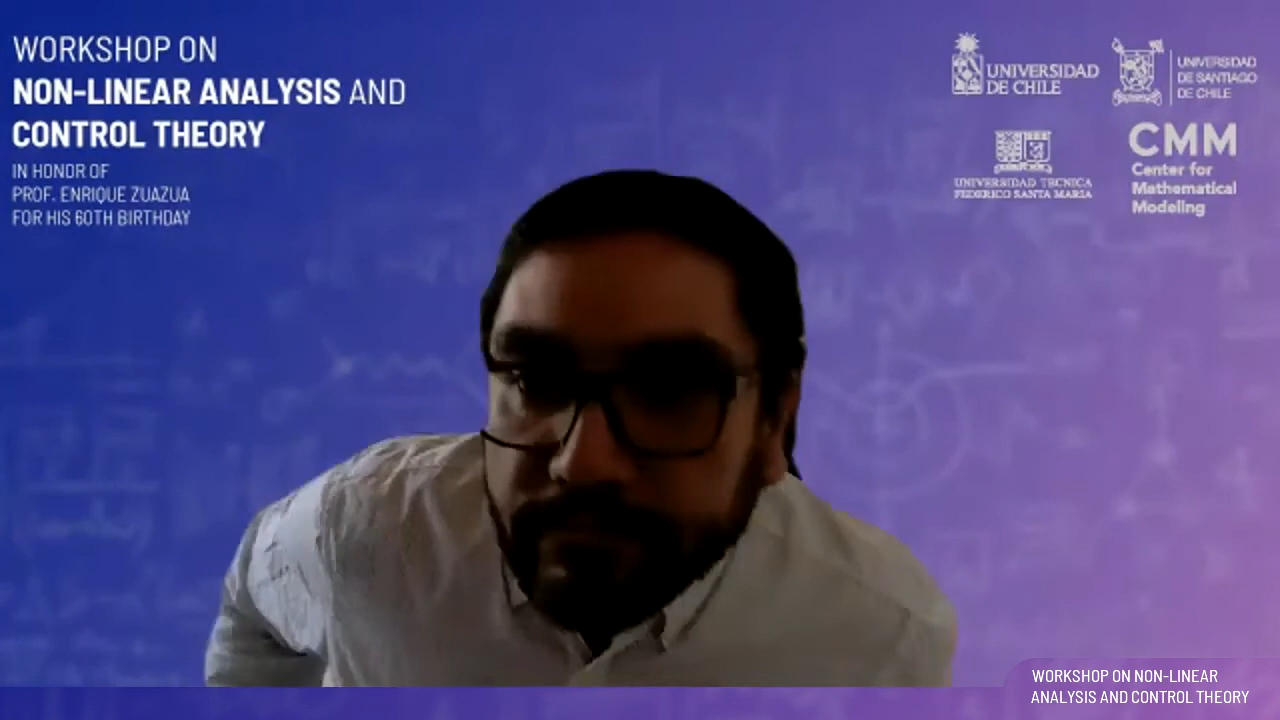 WORKSHOP ON
NON-LINEAR ANALYSIS AND
CONTROL THEORY
IN HONOR OF
PROF. ENRIQUE ZUAZUA
FOR HIS 60TH BIRTHDAY
UNIVERSIDAD
DE CHILE
UNIVERSIDAD
DE SANTIAGO
DE CHILE
UNIVERSIDAD TECNICA
FEDERICO SANTA MARIA
CMM
Center for
Mathematical
Modeling
WORKSHOP ON NON-LINEAR
ANALYSIS AND CONTROL THEORY